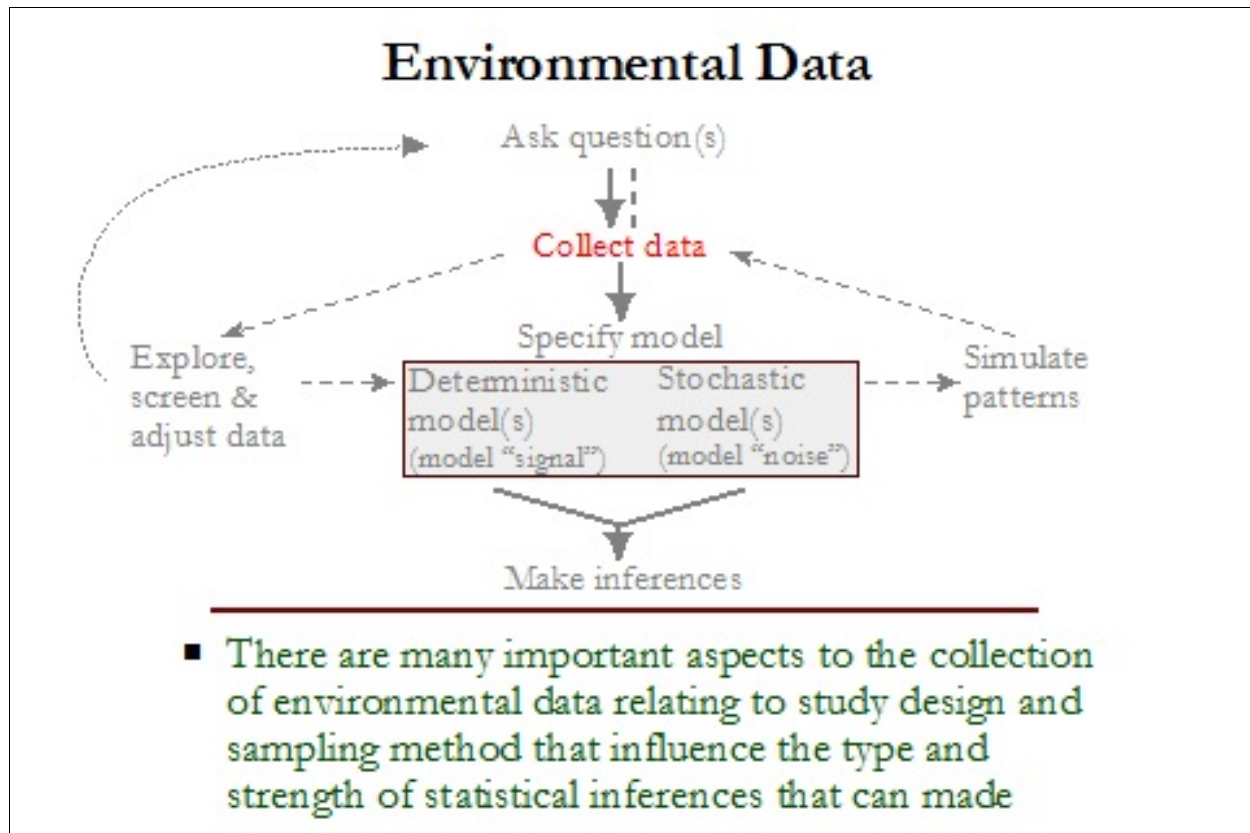 Environmental Data
Ask question(s)
Collect data
Specify model
Explore,
screen &
adjust data
Deterministic
model(s)
(model “signal”)
Stochastic
model(s)
(model “noise”)
Simulate
patterns
Make inferences
■ There are many important aspects to the collection
of environmental data relating to study design and
sampling method that influence the type and
strength of statistical inferences that can made